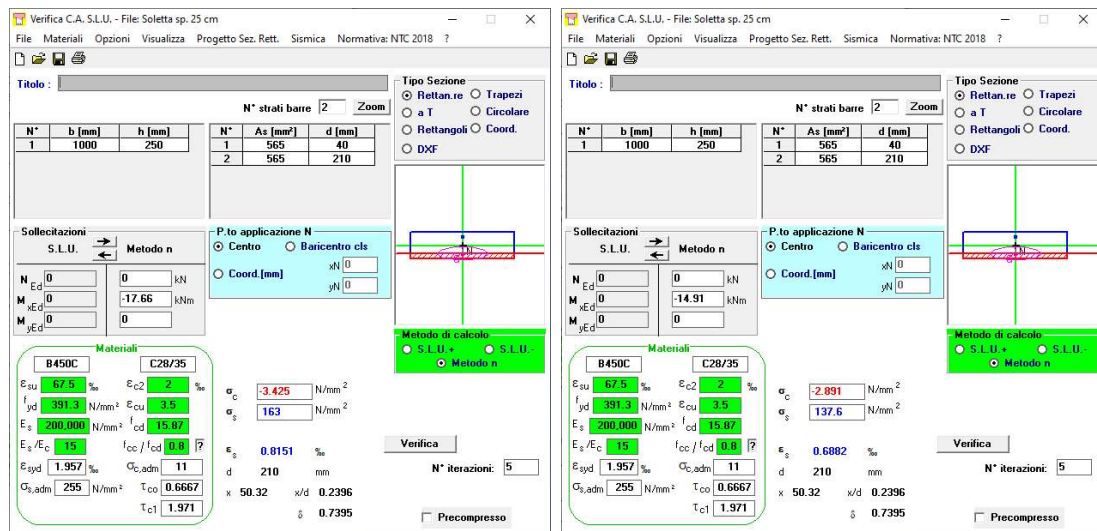 Verifica C.A. S.L.U. - File: Soletta sp. 25 cm
File Materiali Opzioni Visualizza Progetto Sez. Rett. Sismica Normativa: NTC 2018 ?
Titolo :
N° strati barre 2 Zoom
N° b [mm] h [mm]
1 1000 250
N° As [mm²] d [mm]
1 565 40
2 565 210
Tipo Sezione
Rettan.re Trapezi
a T Circolare
Rettangoli Coord.
DXF
Sollecitazioni
S.L.U. Metodo n
N Ed 0 0 kN
M xEd 0 -17.66 kNm
M yEd 0 0
P.to applicazione N
Centro Baricentro cls
Coord.[mm] xN 0
yN 0
N
Metodo di calcolo
S.L.U.+ S.L.U.-
Metodo n
Materiali
B450C C28/35
εsu 67.5 ‰ εc2 2 ‰
fyd 391.3 N/mm² εcu 3.5
Es 200,000 N/mm² fcd 15.87
Es/Ec 15 fcc / fcd 0.8 ?
εsyd 1.957 ‰ σc,adm 11
σs,adm 255 N/mm² τco 0.6667
τc1 1.971
σc -3.425 N/mm²
σs 163 N/mm²
εs 0.8151 ‰
d 210 mm
x 50.32 x/d 0.2396
δ 0.7395
Verifica
N° iterazioni: 5
Precompresso
Verifica C.A. S.L.U. - File: Soletta sp. 25 cm
File Materiali Opzioni Visualizza Progetto Sez. Rett. Sismica Normativa: NTC 2018 ?
Titolo :
N° strati barre 2 Zoom
N° b [mm] h [mm]
1 1000 250
N° As [mm²] d [mm]
1 565 40
2 565 210
Tipo Sezione
Rettan.re Trapezi
a T Circolare
Rettangoli Coord.
DXF
Sollecitazioni
S.L.U. Metodo n
N Ed 0 0 kN
M xEd 0 -14.91 kNm
M yEd 0 0
P.to applicazione N
Centro Baricentro cls
Coord.[mm] xN 0
yN 0
N
Metodo di calcolo
S.L.U.+ S.L.U.-
Metodo n
Materiali
B450C C28/35
εsu 67.5 ‰ εc2 2 ‰
fyd 391.3 N/mm² εcu 3.5
Es 200,000 N/mm² fcd 15.87
Es/Ec 15 fcc / fcd 0.8 ?
εsyd 1.957 ‰ σc,adm 11
σs,adm 255 N/mm² τco 0.6667
τc1 1.971
σc -2.891 N/mm²
σs 137.6 N/mm²
εs 0.6882 ‰
d 210 mm
x 50.32 x/d 0.2396
δ 0.7395
Verifica
N° iterazioni: 5
Precompresso